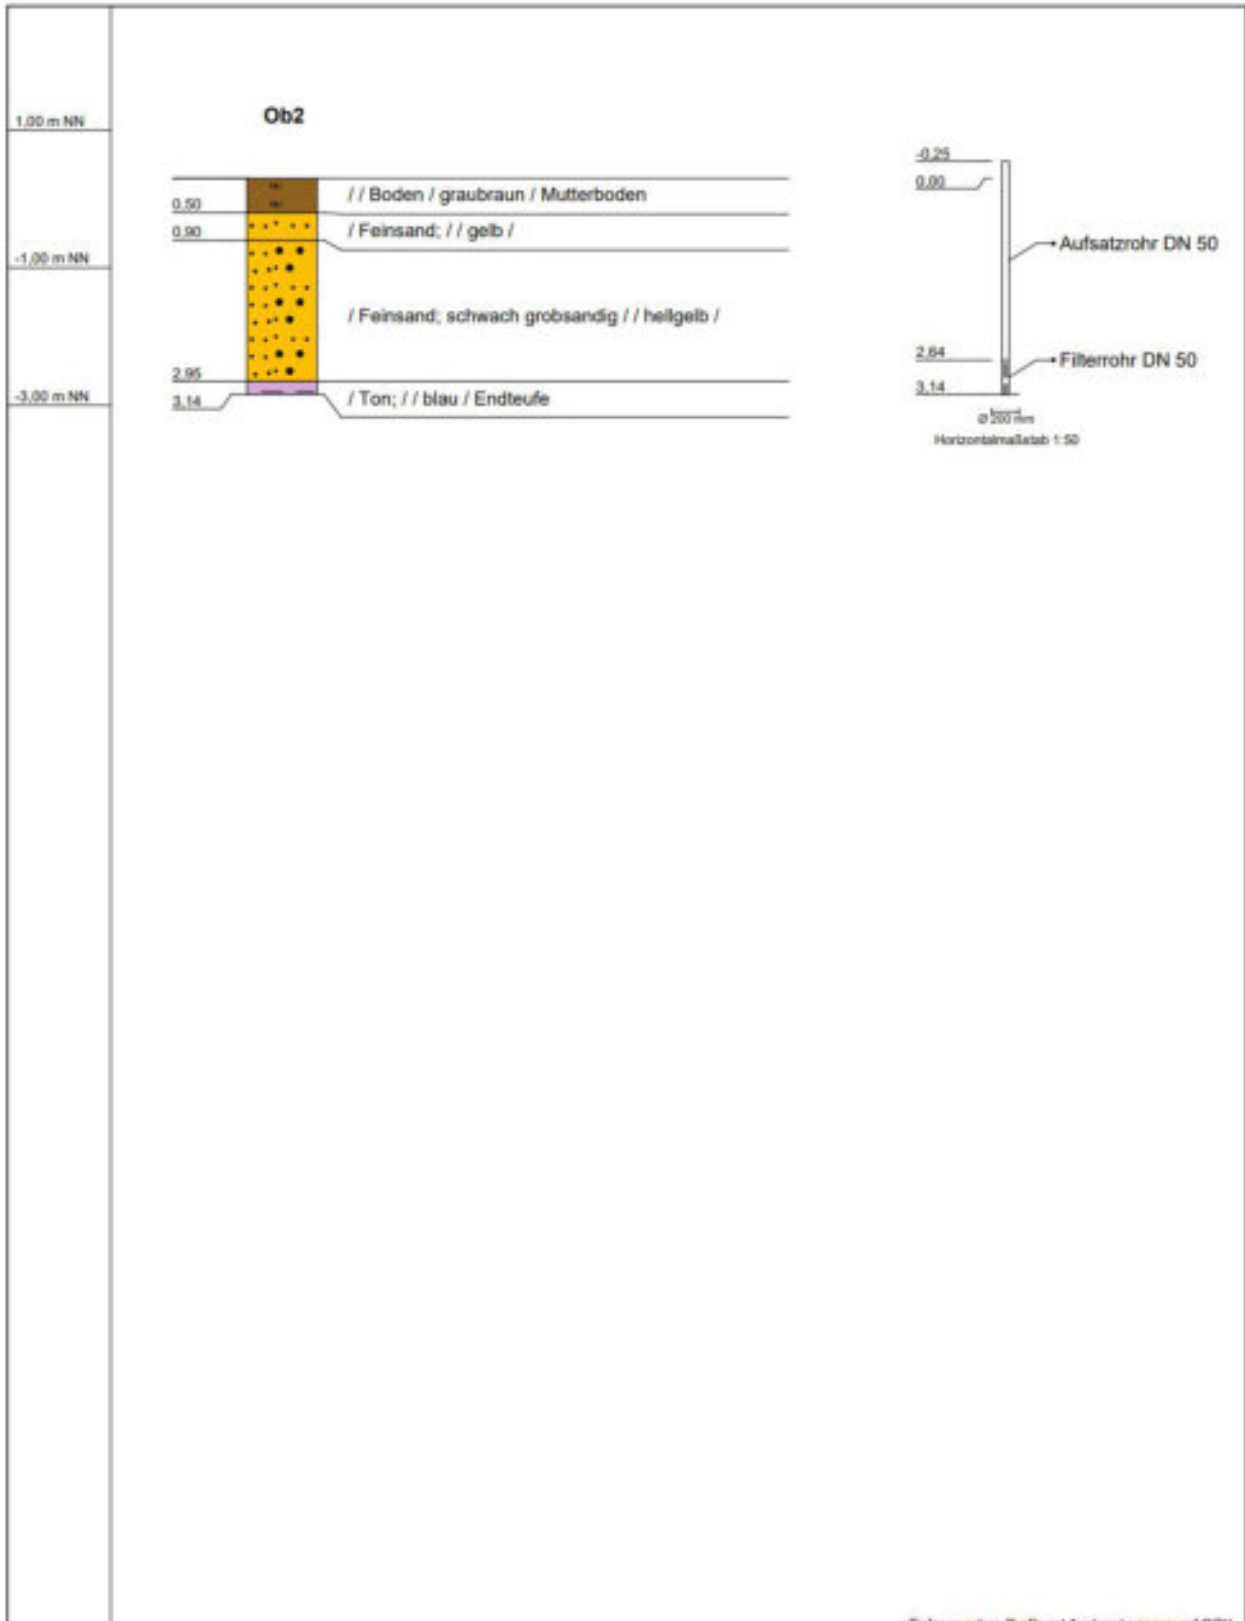 Ob2
1,00 m NN
-0,25
0,00
/ / Boden / graubraun / Mutterboden
0,50
/ Feinsand; / / gelb /
0,90
Aufsatzrohr DN 50
-1,00 m NN
/ Feinsand; schwach grobsandig / / hellgelb /
2,64
Filterrohr DN 50
2,95
3,14
-3,00 m NN
/ Ton; / / blau / Endteufe
3,14
Ø 200 mm
Horizontalmaßstab 1:50